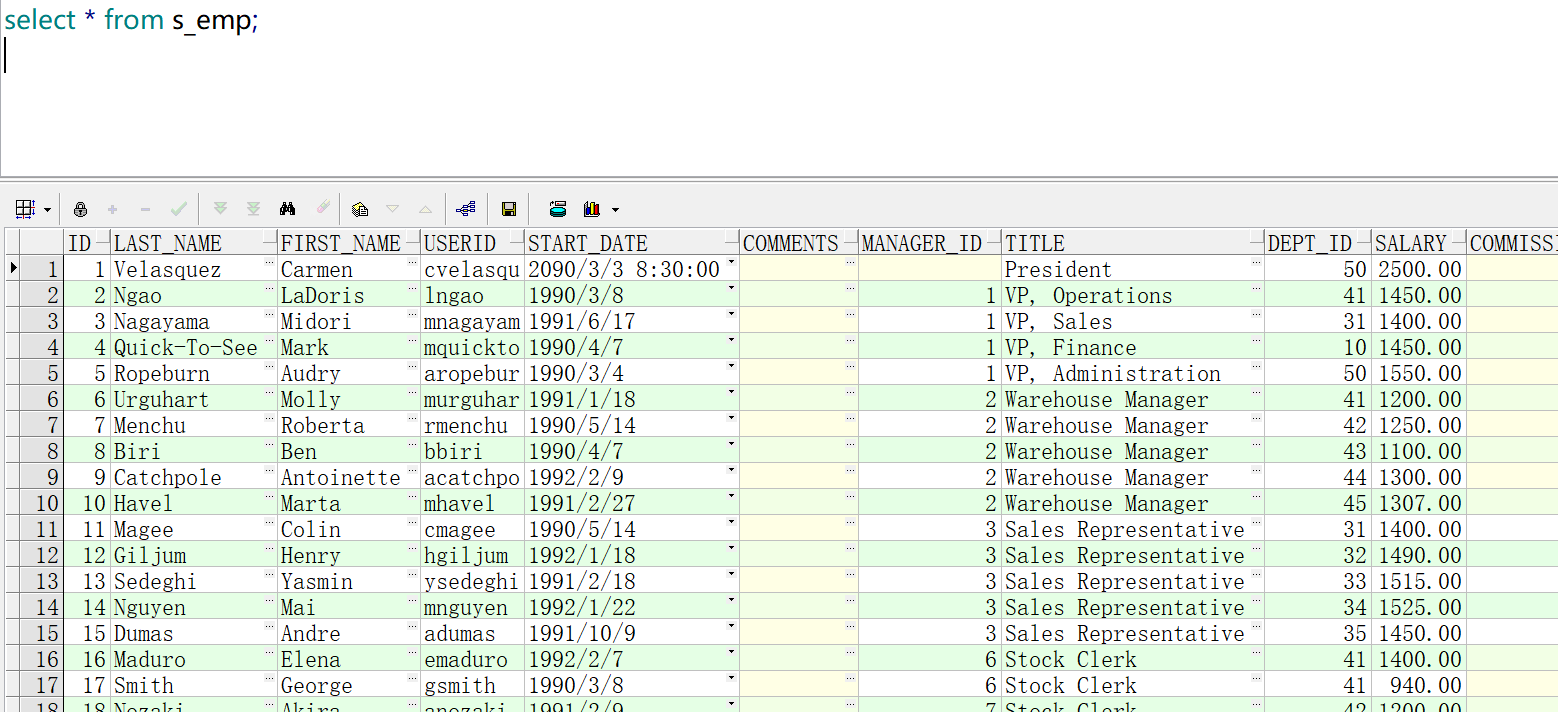 select * from s_emp;
ID LAST_NAME FIRST_NAME USERID START_DATE COMMENTS MANAGER_ID TITLE DEPT_ID SALARY COMMISSI
1 1 Velasquez Carmen cvelasqu 2090/3/3 8:30:00 President 50 2500.00
2 2 Ngao LaDoris lngao 1990/3/8 1 VP, Operations 41 1450.00
3 3 Nagayama Midori mnagayam 1991/6/17 1 VP, Sales 31 1400.00
4 4 Quick-To-See Mark mquickto 1990/4/7 1 VP, Finance 10 1450.00
5 5 Ropeburn Audry aropebur 1990/3/4 1 VP, Administration 50 1550.00
6 6 Urguhart Molly murguhar 1991/1/18 2 Warehouse Manager 41 1200.00
7 7 Menchu Roberta rmenchu 1990/5/14 2 Warehouse Manager 42 1250.00
8 8 Biri Ben bbiri 1990/4/7 2 Warehouse Manager 43 1100.00
9 9 Catchpole Antoinette acatchpo 1992/2/9 2 Warehouse Manager 44 1300.00
10 10 Havel Marta mhavel 1991/2/27 2 Warehouse Manager 45 1307.00
11 11 Magee Colin cmagee 1990/5/14 3 Sales Representative 31 1400.00
12 12 Giljum Henry hgiljum 1992/1/18 3 Sales Representative 32 1490.00
13 13 Sedeghi Yasmin ysedeghi 1991/2/18 3 Sales Representative 33 1515.00
14 14 Nguyen Mai mnguyen 1992/1/22 3 Sales Representative 34 1525.00
15 15 Dumas Andre adumas 1991/10/9 3 Sales Representative 35 1450.00
16 16 Maduro Elena emaduro 1992/2/7 6 Stock Clerk 41 1400.00
17 17 Smith George gsmith 1990/3/8 6 Stock Clerk 41 940.00
18 18 Nozaki Akira anozaki 1991/2/9 7 Stock Clerk 42 1200.00